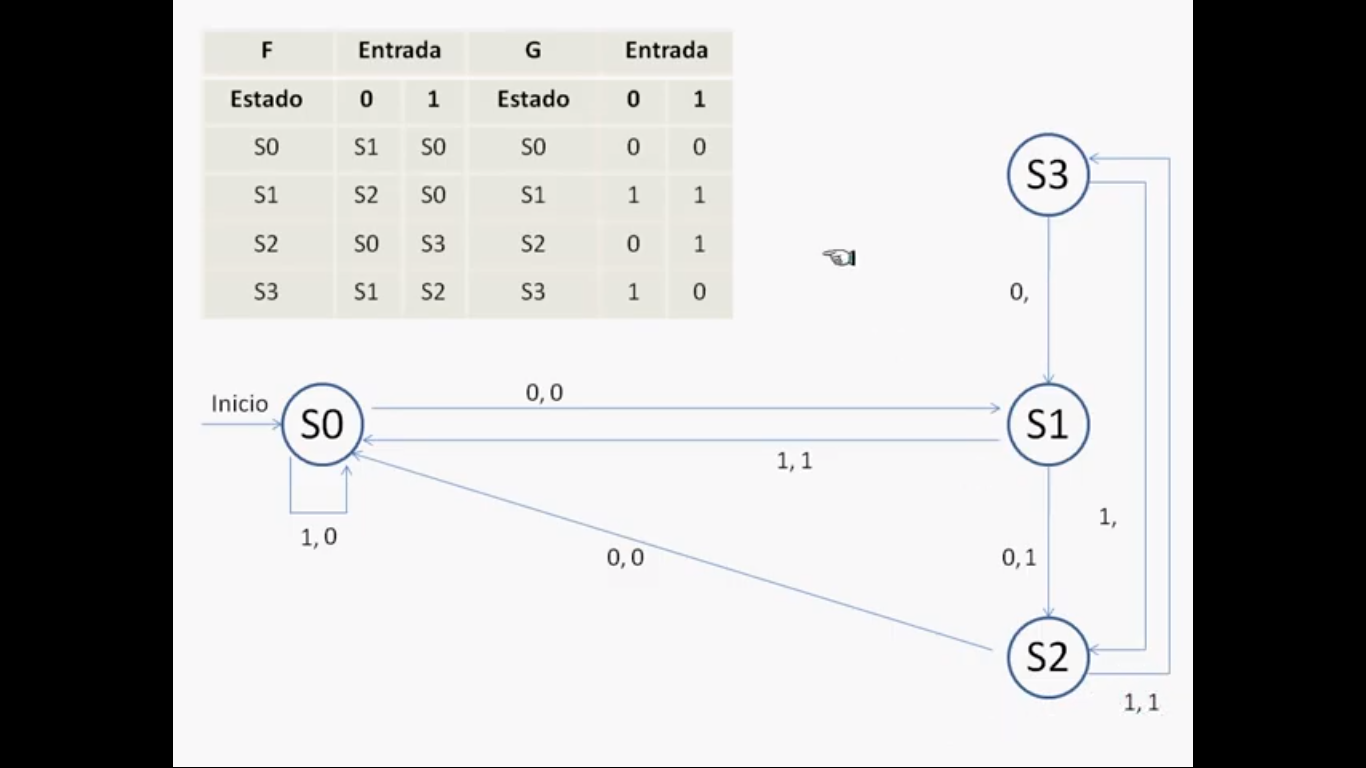 F Entrada G Entrada
Estado 0 1 Estado 0 1
S0 S1 S0 S0 0 0
S1 S2 S0 S1 1 1
S2 S0 S3 S2 0 1
S3 S1 S2 S3 1 0
S3
0,
Inicio
S0
0, 0
S1
1, 1
1, 0
0, 0
0, 1
1,
S2
1, 1